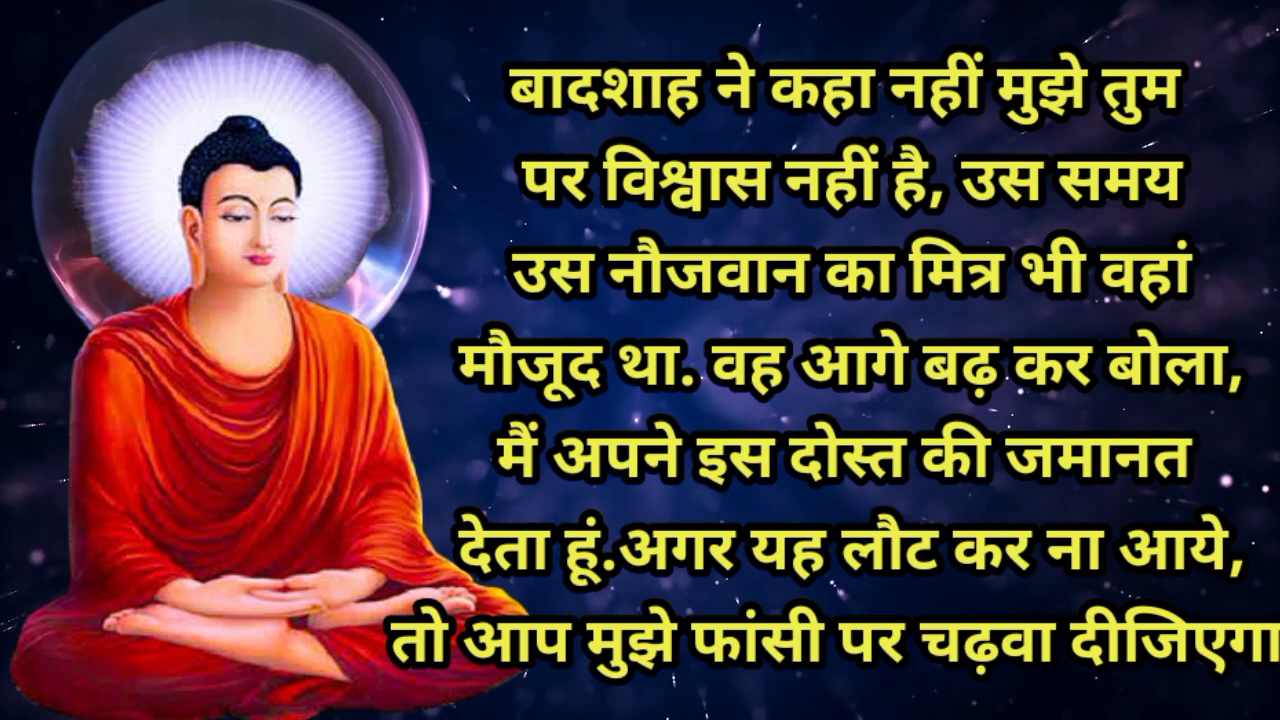 बादशाह ने कहा नहीं मुझे तुम
पर विश्वास नहीं है, उस समय
उस नौजवान का मित्र भी वहां
मौजूद था. वह आगे बढ़ कर बोला,
मैं अपने इस दोस्त की जमानत
देता हूं.अगर यह लौट कर ना आये,
तो आप मुझे फांसी पर चढ़वा दीजिएगा